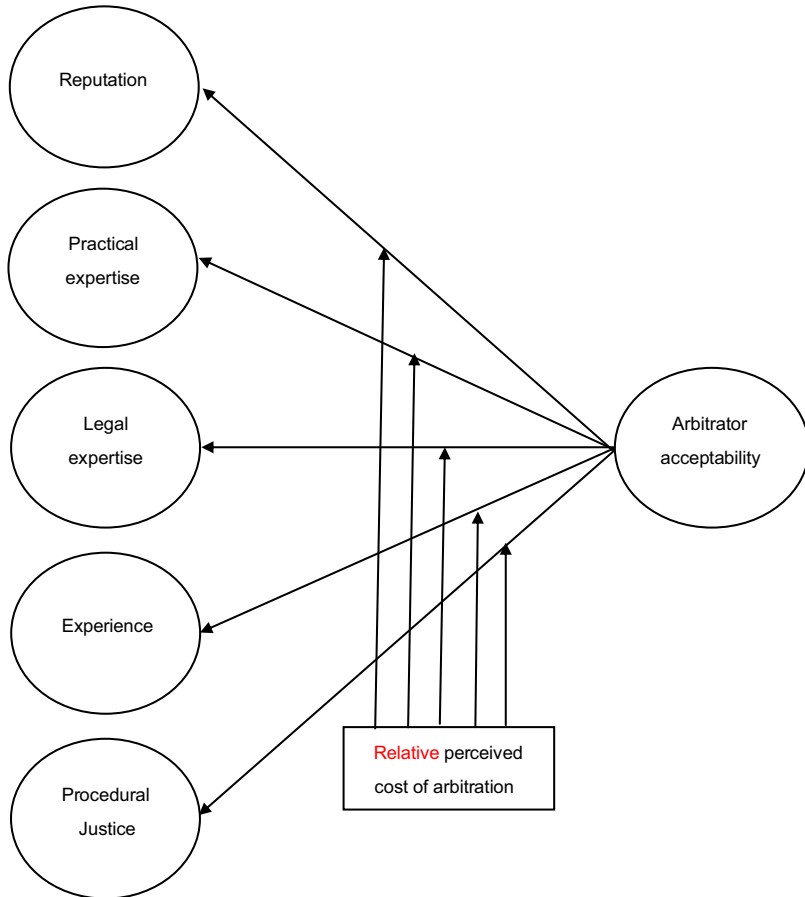 Reputation
Practical
expertise
Legal
expertise
Arbitrator
acceptability
Experience
Relative perceived
cost of arbitration
Procedural
Justice